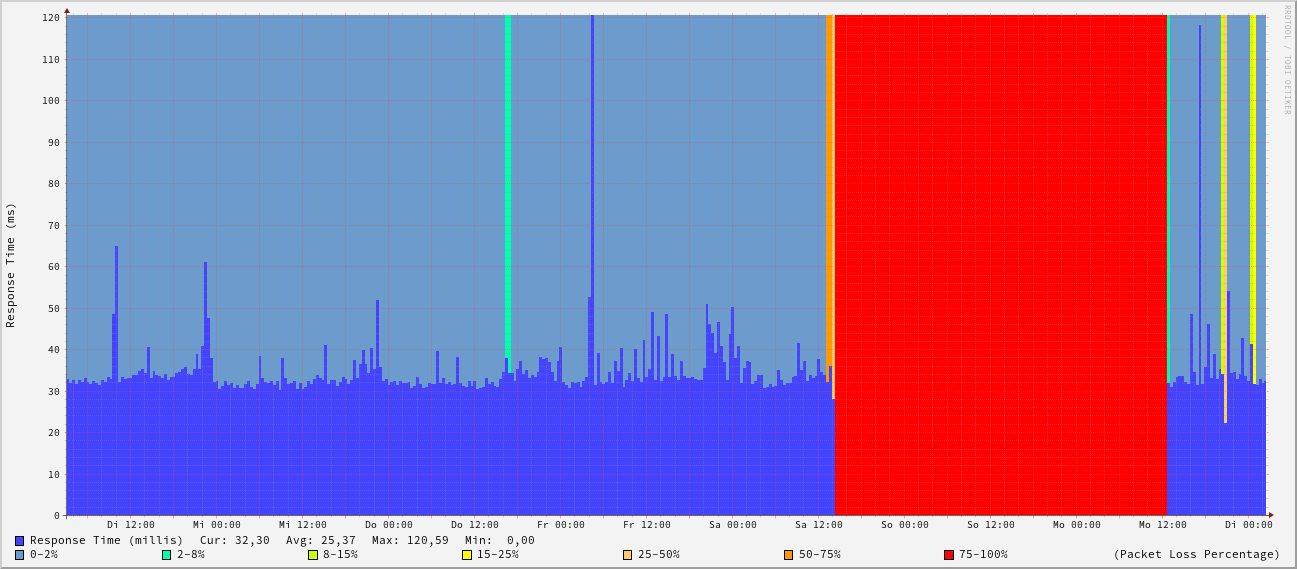 120
110
100
90
80
70
60
50
40
30
20
10
0
Response Time (ms)
RRDTOOL / TOBI OETIKER
Di 12:00 Mi 00:00 Mi 12:00 Do 00:00 Do 12:00 Fr 00:00 Fr 12:00 Sa 00:00 Sa 12:00 So 00:00 So 12:00 Mo 00:00 Mo 12:00 Di 00:00
Response Time (millis) Cur: 32,30 Avg: 25,37 Max: 120,59 Min: 0,00
0-2% 2-8% 8-15% 15-25% 25-50% 50-75% 75-100% (Packet Loss Percentage)